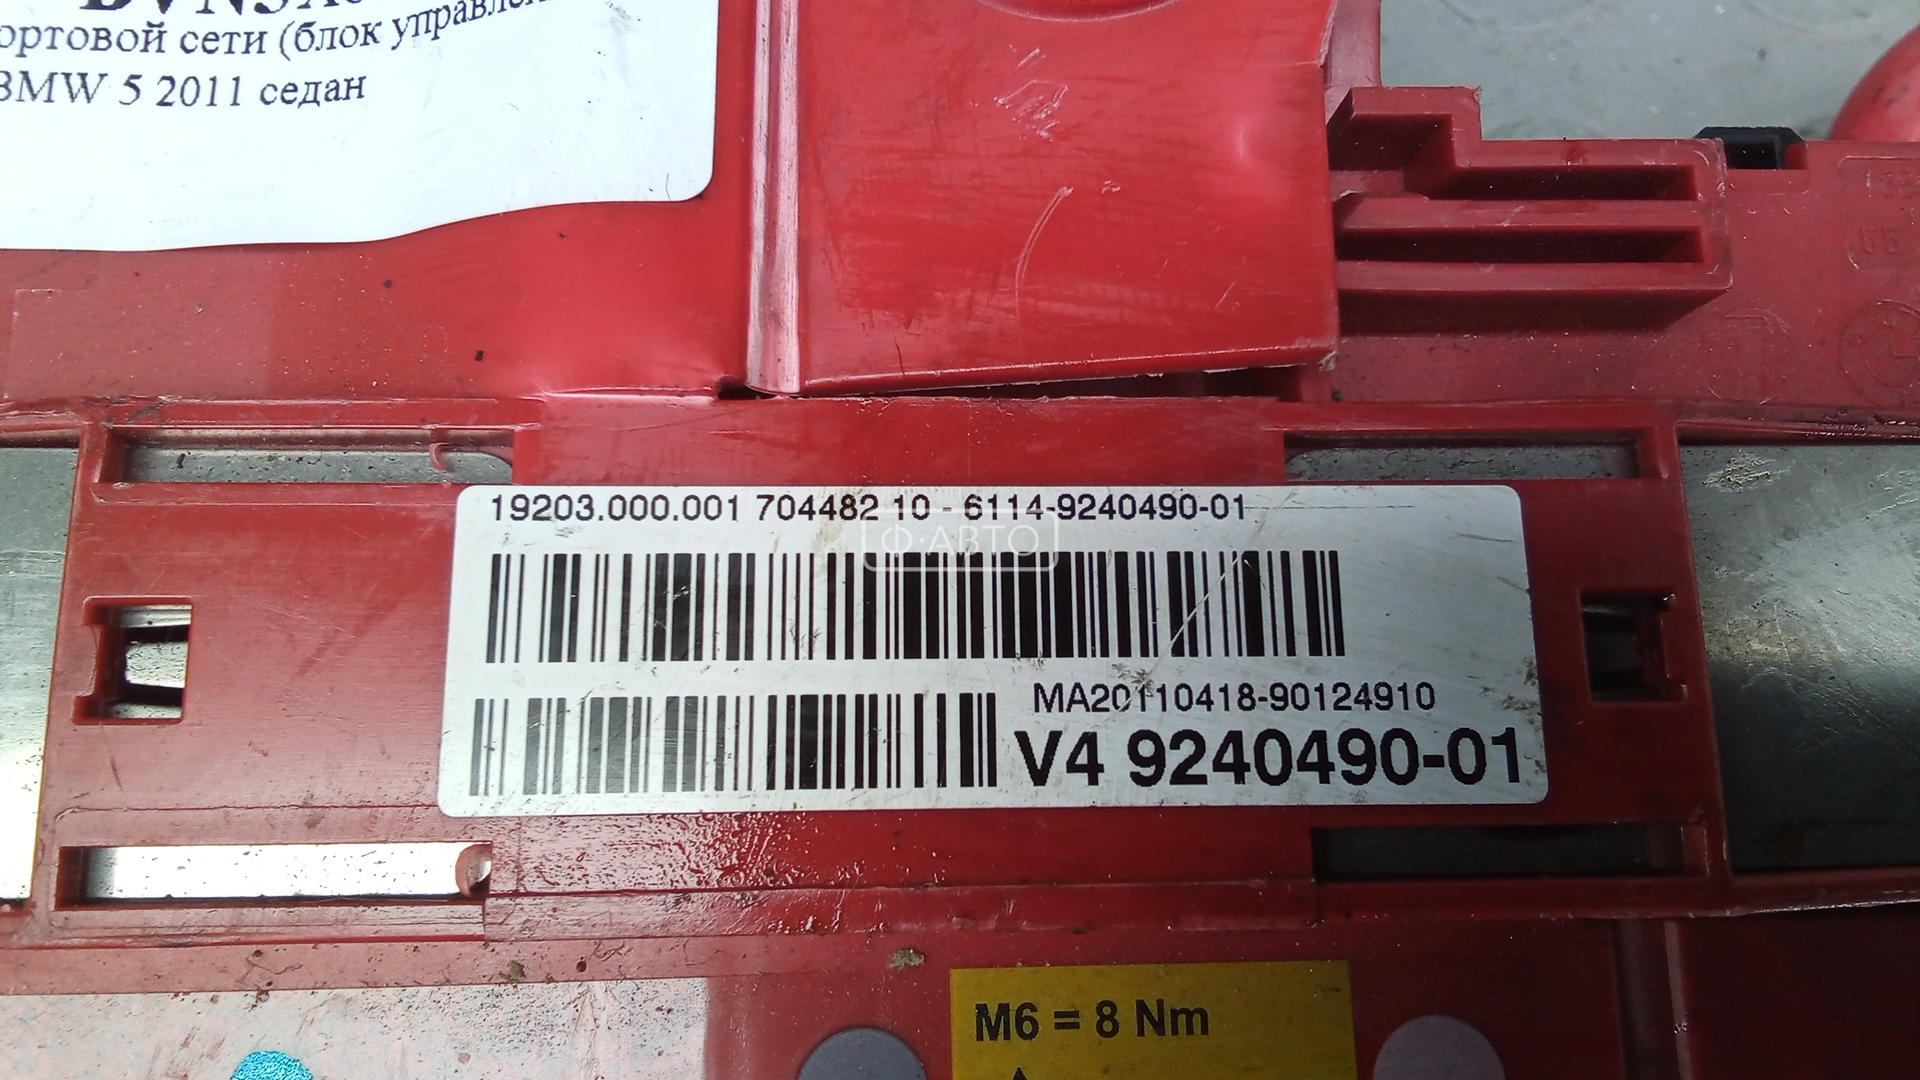 ортовой сети (блок управлен
BMW 5 2011 седан
19203.000.001 704482 10 - 6114-9240490-01
Ф·АВТО
MA20110418-90124910
V4 9240490-01
M6 = 8 Nm